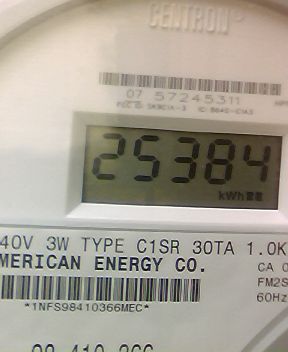 CENTRON
07 57245311
25384
kWh
40V 3W TYPE C1SR 30TA 1.0K
MERICAN ENERGY CO.
CA 0
FM2S
60Hz
*1NFS98410366MEC*